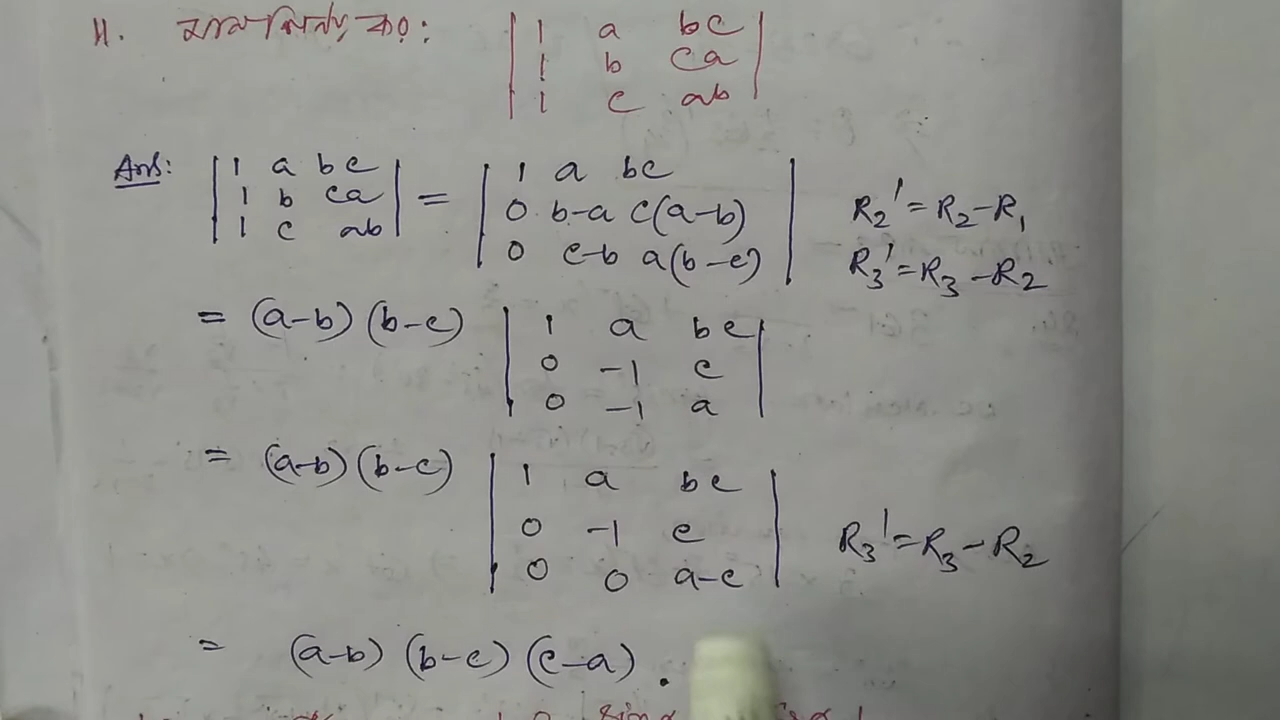 11. মান নির্ণয় কর: | 1 a bc |
| 1 b ca |
| 1 c ab |
Ans: | 1 a bc | = | 1 a bc |
| 1 b ca | | 0 b-a c(a-b) | R₂' = R₂-R₁
| 1 c ab | | 0 c-b a(b-c) | R₃' = R₃-R₂
= (a-b) (b-c) | 1 a bc |
| 0 -1 c |
| 0 -1 a |
= (a-b) (b-c) | 1 a bc |
| 0 -1 c | R₃' = R₃-R₂
| 0 0 a-c |
= (a-b) (b-c) (c-a).